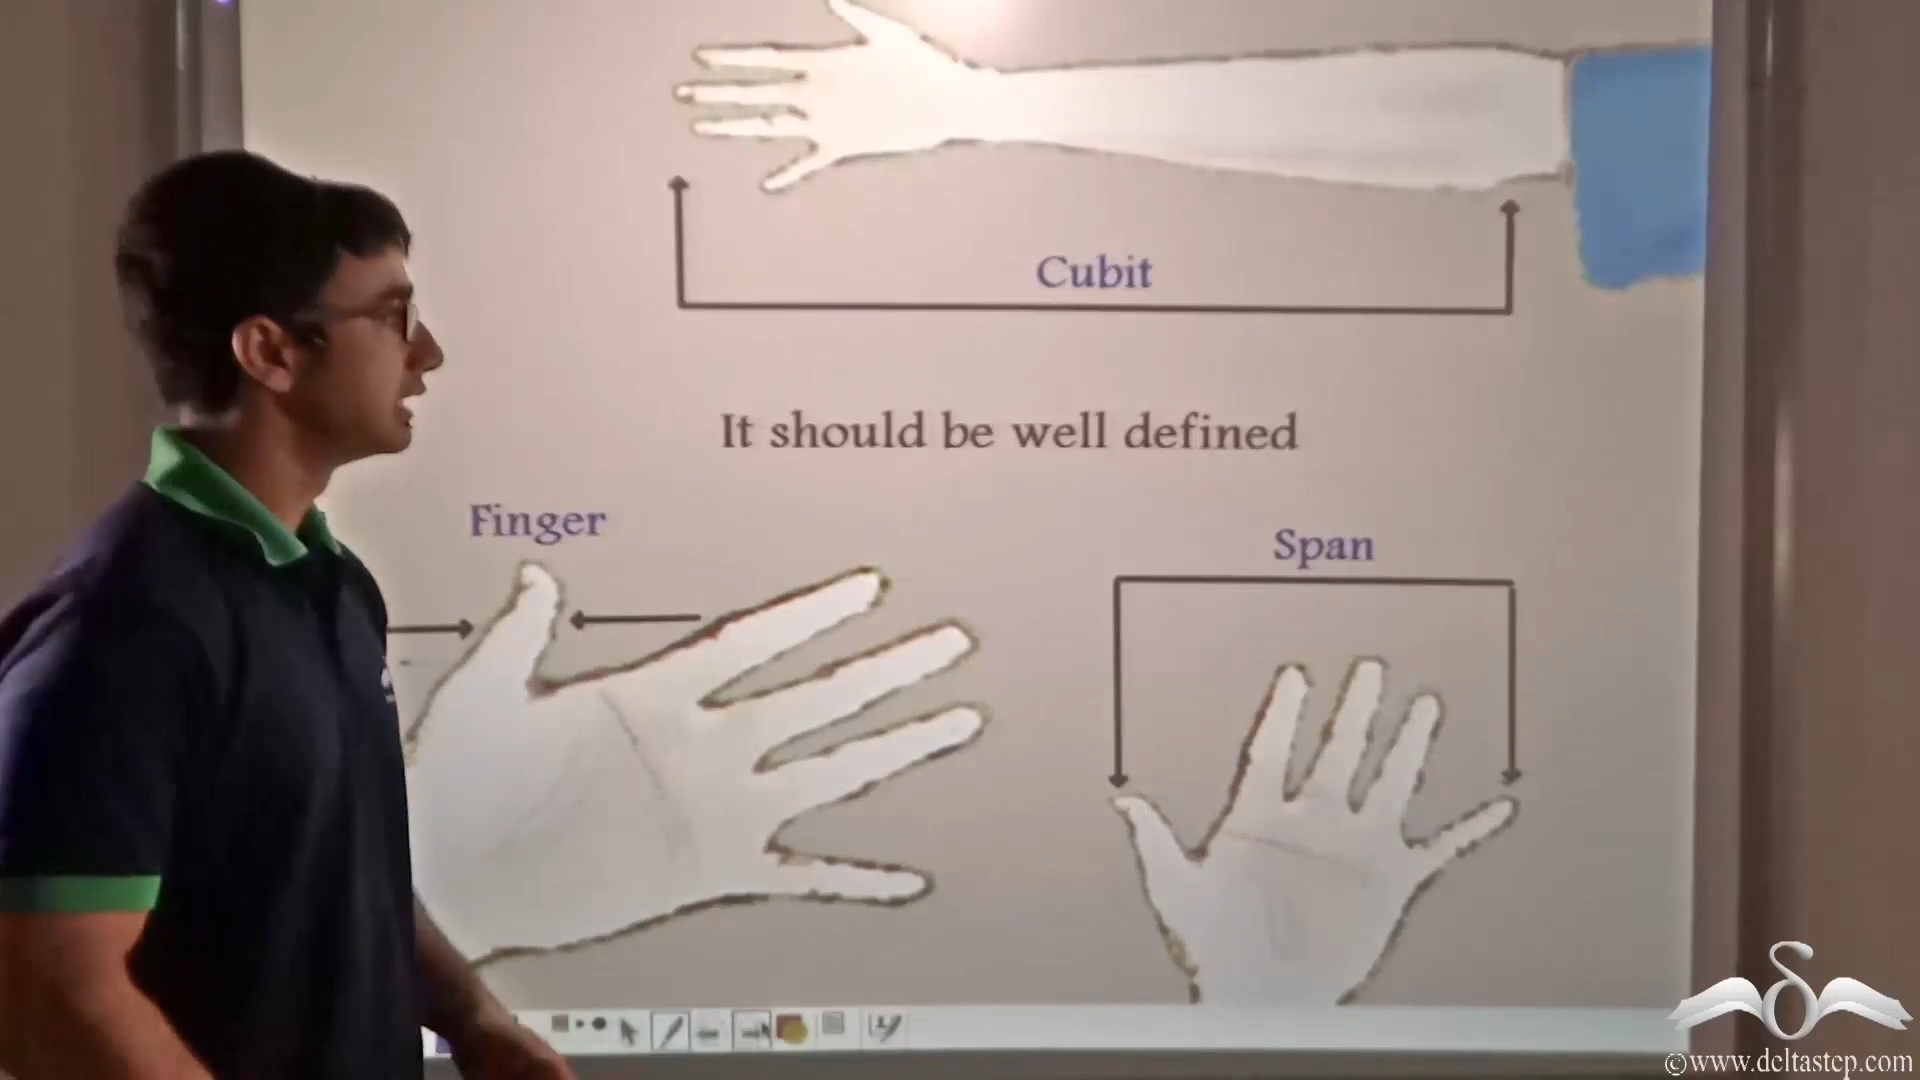 Cubit
It should be well defined
Finger
Span
©www.deltastep.com